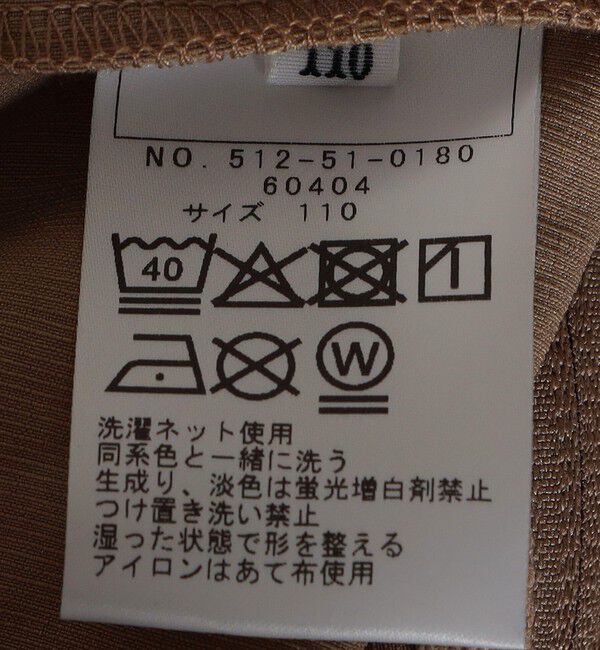 110
NO. 512-51-0180
60404
サイズ 110
40
W
洗濯ネット使用
同系色と一緒に洗う
生成り、淡色は蛍光増白剤禁止
つけ置き洗い禁止
湿った状態で形を整える
アイロンはあて布使用